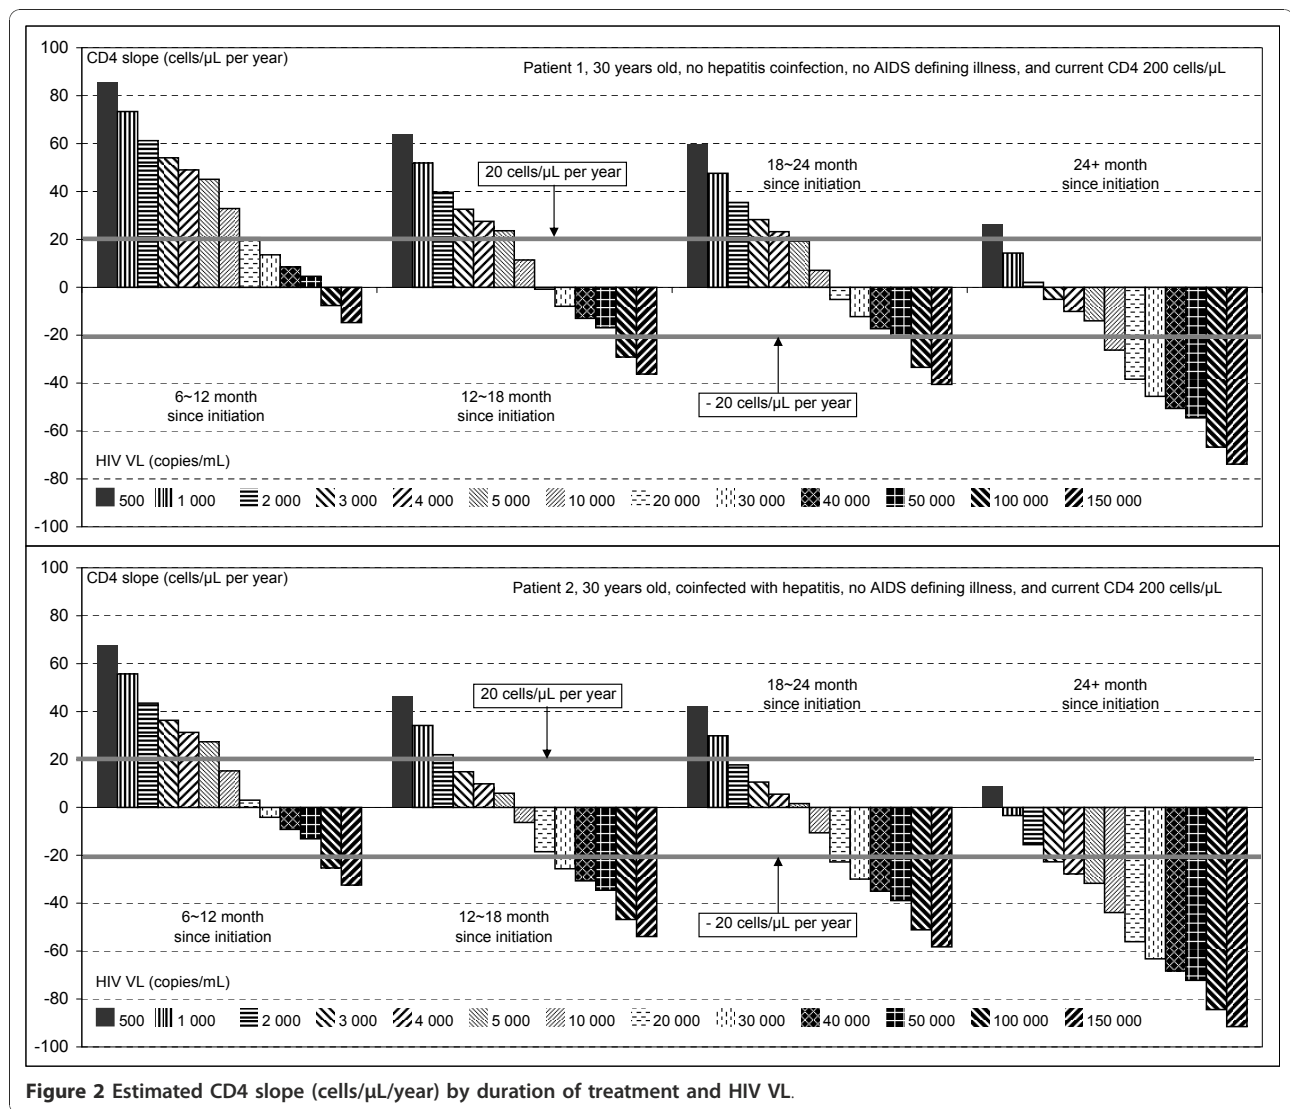 100
CD4 slope (cells/µL per year)
Patient 1, 30 years old, no hepatitis coinfection, no AIDS defining illness, and current CD4 200 cells/µL
80
60
20 cells/µL per year
18~24 month
since initiation
24+ month
since initiation
40
20
0
-20
-40
- 20 cells/µL per year
6~12 month
since initiation
12~18 month
since initiation
-60
HIV VL (copies/mL)
-80
500 1 000 2 000 3 000 4 000 5 000 10 000 20 000 30 000 40 000 50 000 100 000 150 000
-100
100
CD4 slope (cells/µL per year)
Patient 2, 30 years old, coinfected with hepatitis, no AIDS defining illness, and current CD4 200 cells/µL
80
60
20 cells/µL per year
18~24 month
since initiation
24+ month
since initiation
40
20
0
-20
-40
- 20 cells/µL per year
6~12 month
since initiation
12~18 month
since initiation
-60
HIV VL (copies/mL)
-80
500 1 000 2 000 3 000 4 000 5 000 10 000 20 000 30 000 40 000 50 000 100 000 150 000
-100
Figure 2 Estimated CD4 slope (cells/µL/year) by duration of treatment and HIV VL.